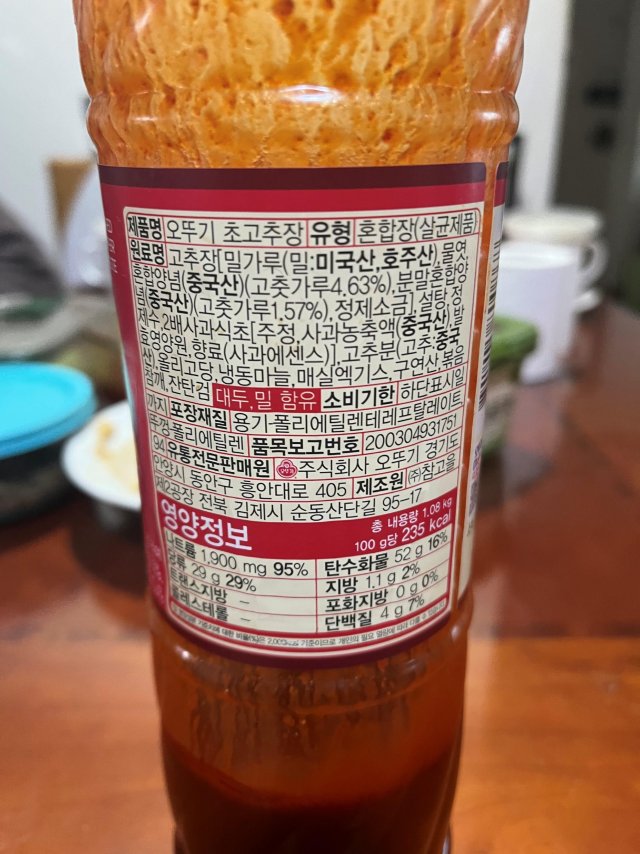 제품명 오뚜기 초고추장 유형 혼합장(살균제품)
원료명 고추장[밀가루(밀:미국산,호주산),물엿
혼합양념(중국산)(고춧가루4.63%),분말혼합양
념(중국산)(고춧가루1.57%),정제소금],설탕,정
제수,2배사과식초[주정,사과농축액(중국산),발
효영양원,향료(사과에센스)],고추분(고추:중국
산),올리고당,냉동마늘,매실엑기스,구연산,볶음
참깨,잔탄검 대두,밀 함유 소비기한 하단표시일
까지 포장재질 용기-폴리에틸렌테레프탈레이트
뚜껑-폴리에틸렌 품목보고번호 200304931751
94 유통전문판매원 주식회사 오뚜기 경기도
안양시 동안구 흥안대로 405 제조원 (주)참고을
제2공장 전북 김제시 순동산단길 95-17
영양정보 총 내용량 1.08 kg
100 g당 235 kcal
나트륨 1,900 mg 95% 탄수화물 52 g 16%
당류 29 g 29% 지방 1.1 g 2%
트랜스지방 – 포화지방 0 g 0%
콜레스테롤 – 단백질 4 g 7%